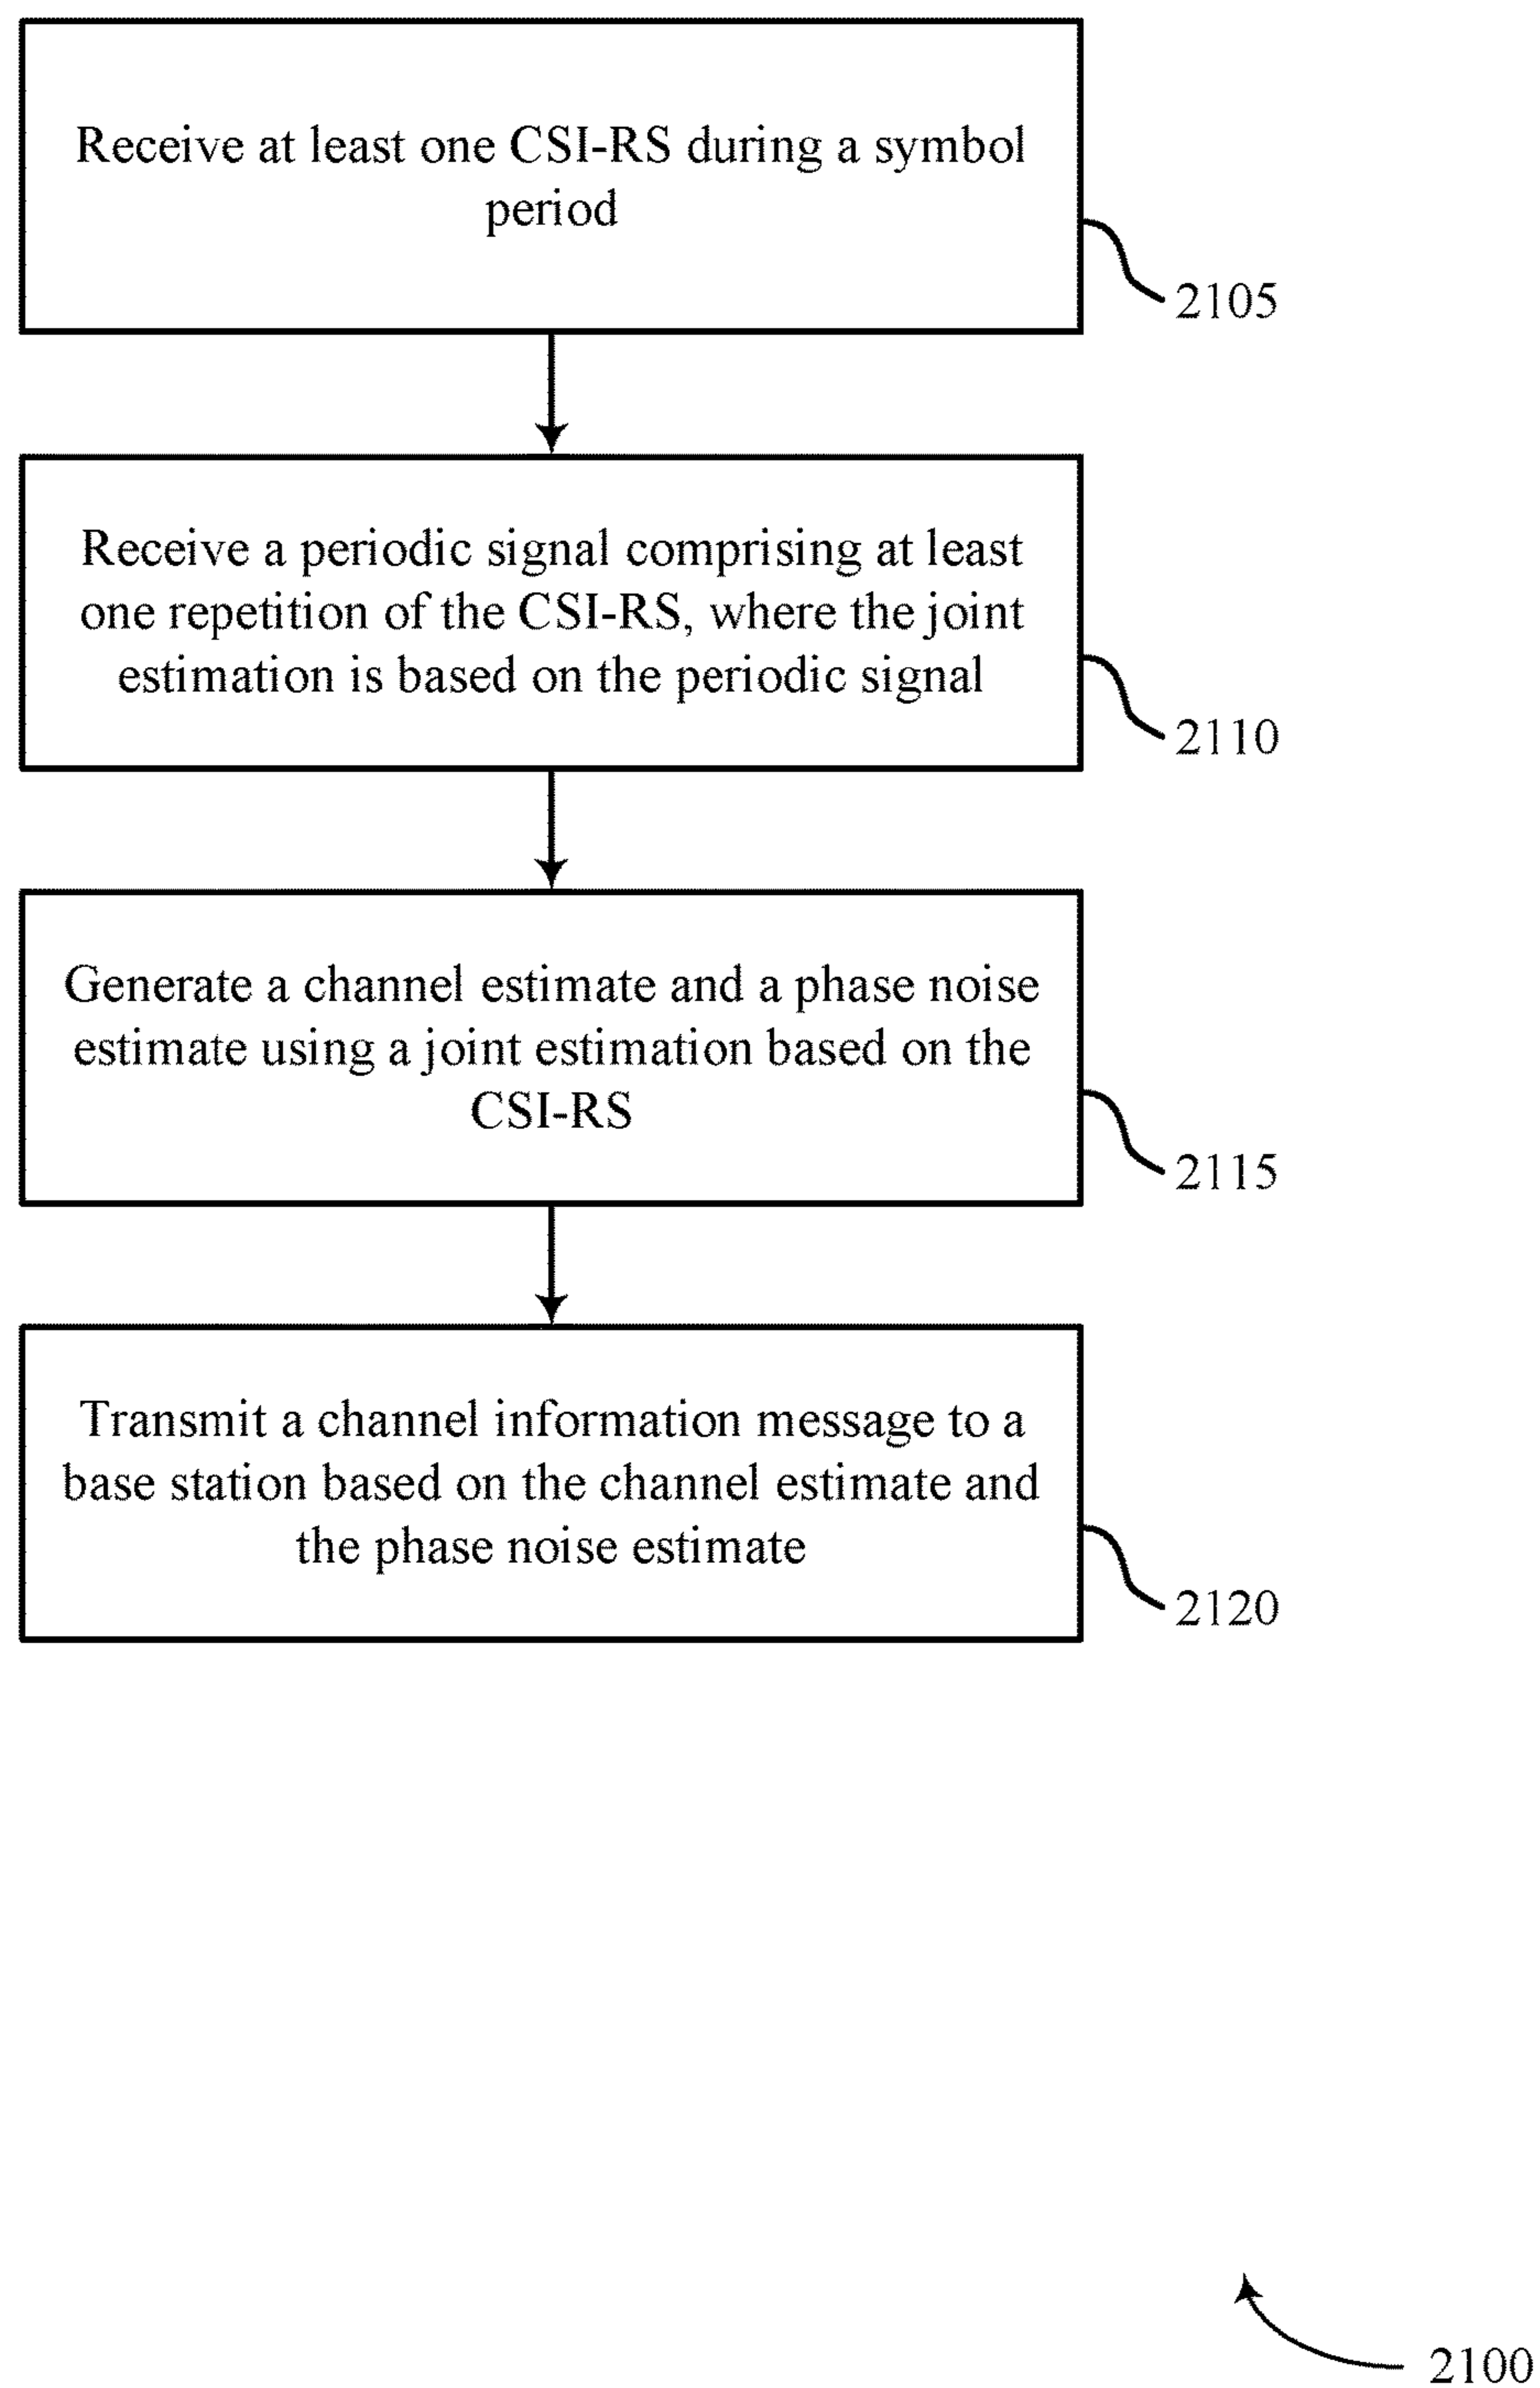 Receive at least one CSI-RS during a symbol
period
2105
Receive a periodic signal comprising at least
one repetition of the CSI-RS, where the joint
estimation is based on the periodic signal
2110
Generate a channel estimate and a phase noise
estimate using a joint estimation based on the
CSI-RS
2115
Transmit a channel information message to a
base station based on the channel estimate and
the phase noise estimate
2120
2100